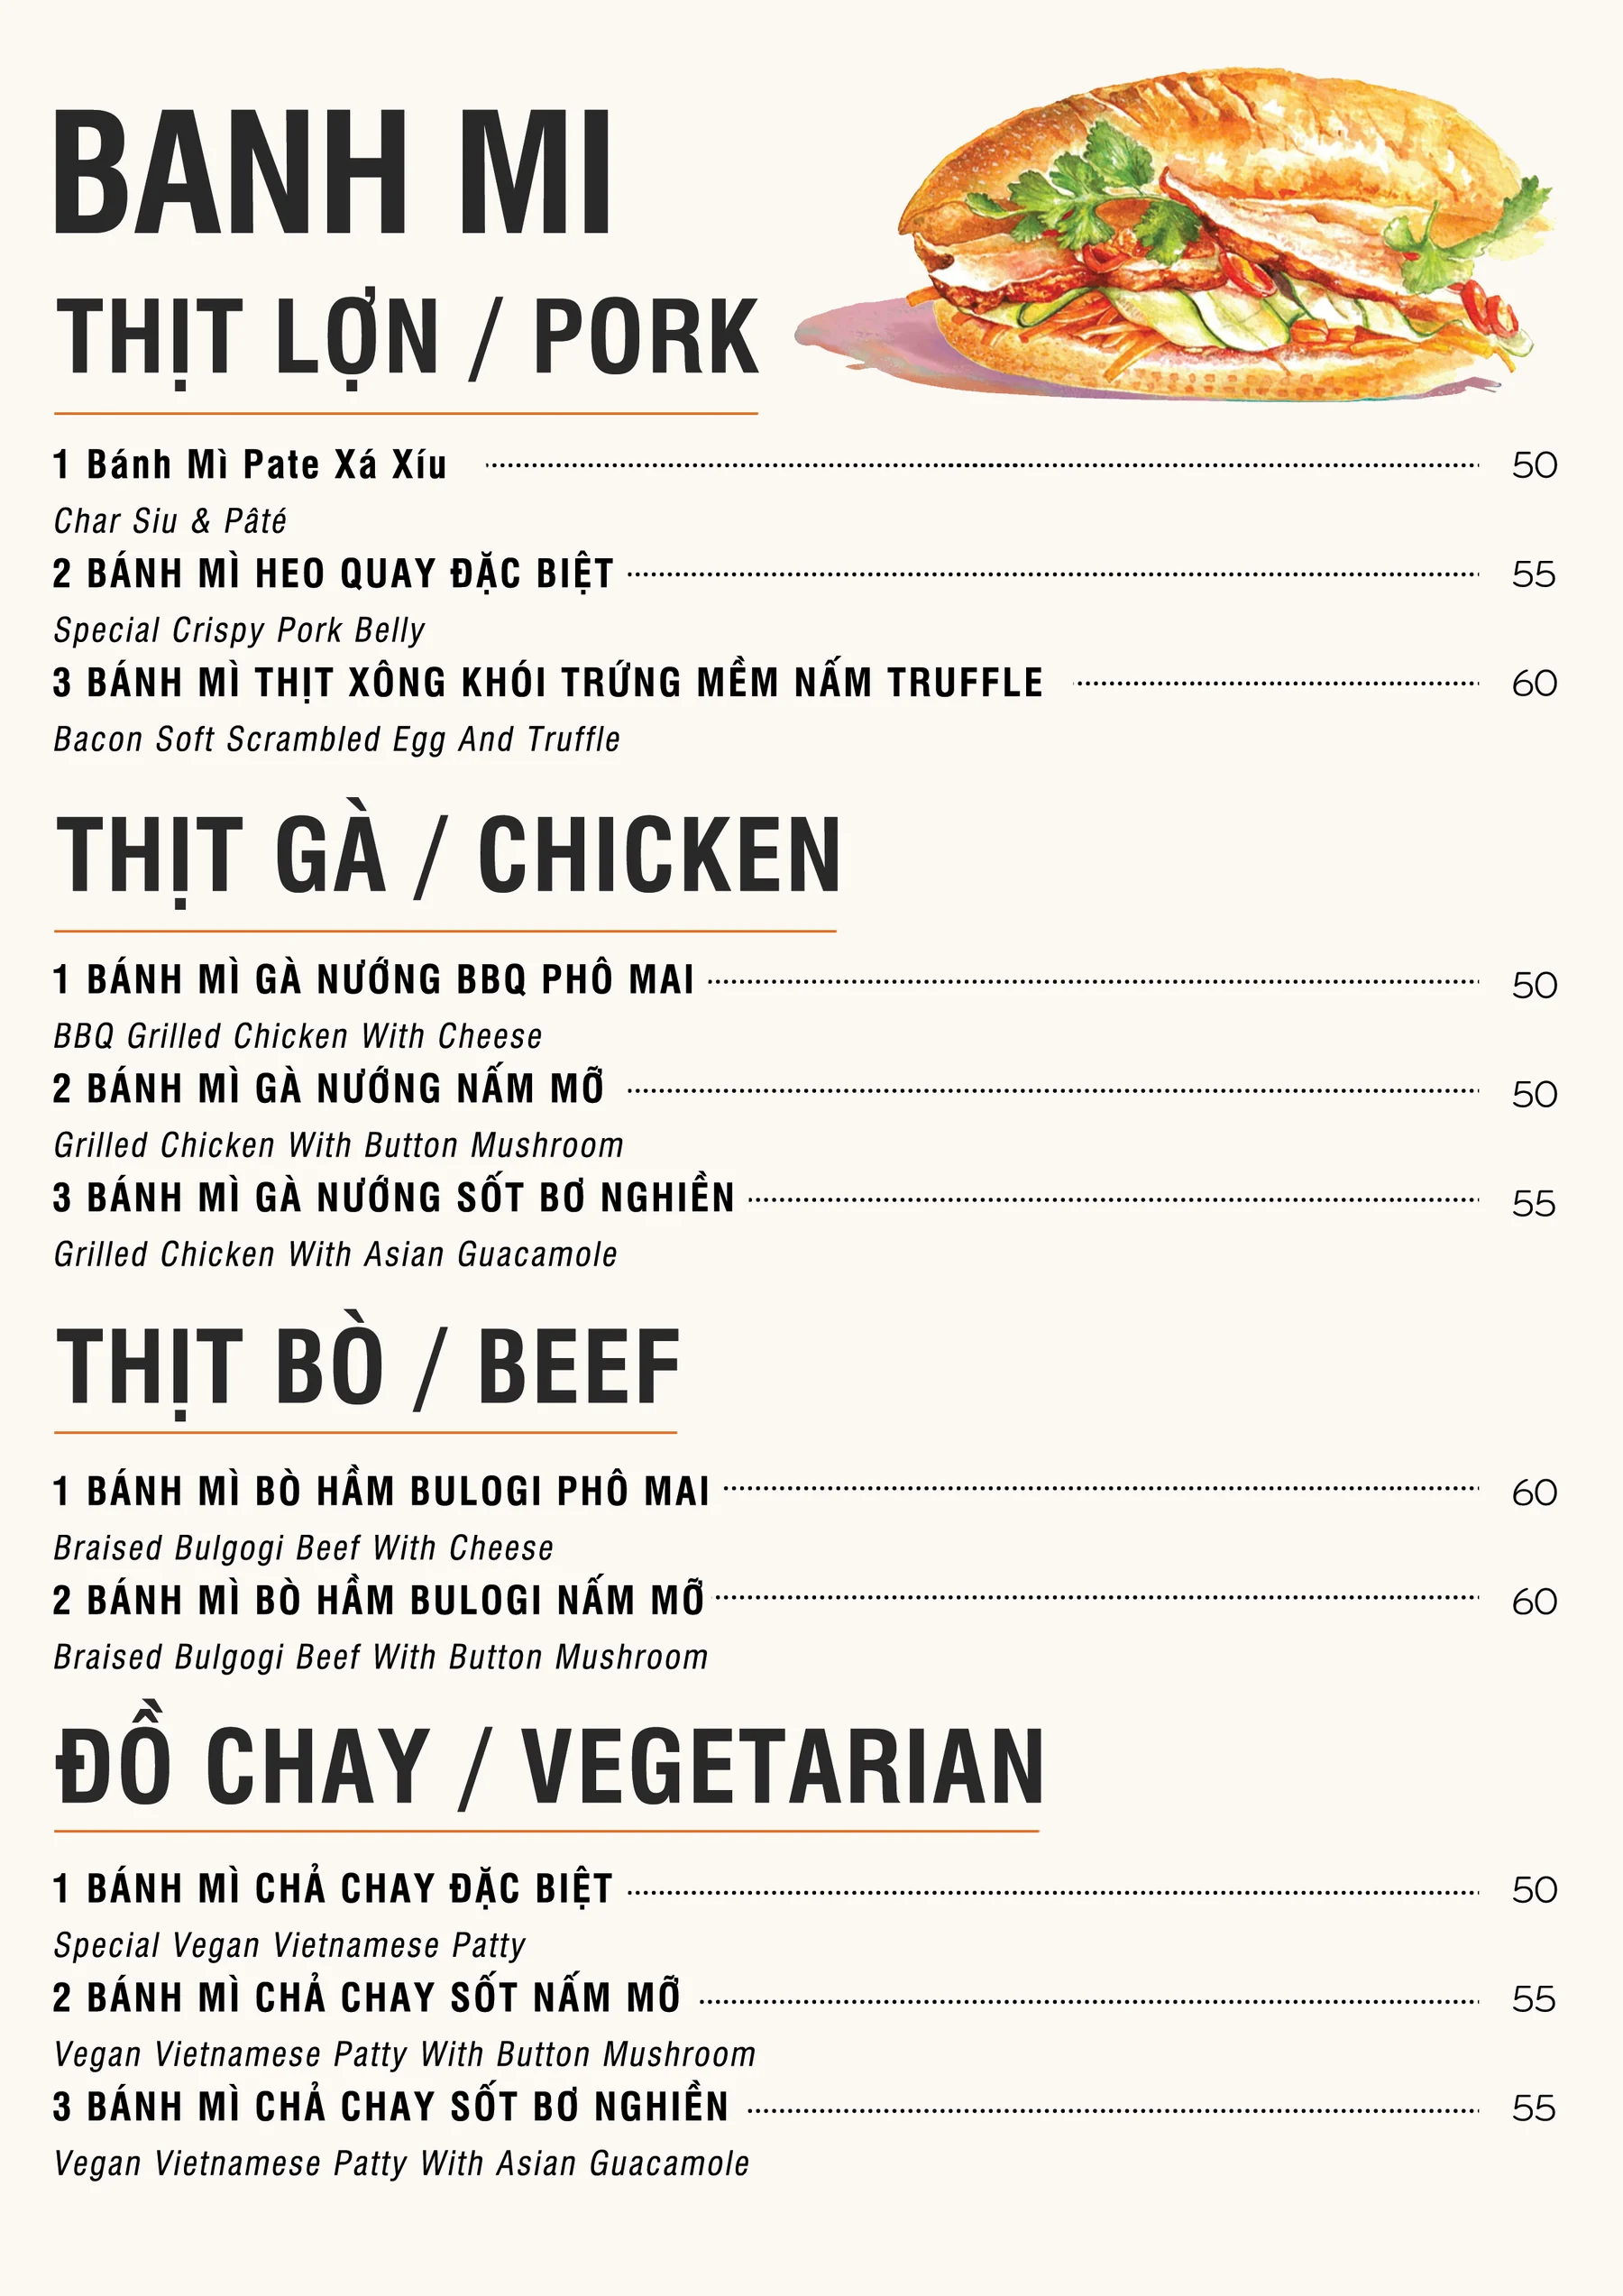 BANH MI
THỊT LỢN / PORK
1 Bánh Mì Pate Xá Xíu 50
Char Siu & Pâté
2 BÁNH MÌ HEO QUAY ĐẶC BIỆT 55
Special Crispy Pork Belly
3 BÁNH MÌ THỊT XÔNG KHÓI TRỨNG MỀM NẤM TRUFFLE 60
Bacon Soft Scrambled Egg And Truffle
THỊT GÀ / CHICKEN
1 BÁNH MÌ GÀ NƯỚNG BBQ PHÔ MAI 50
BBQ Grilled Chicken With Cheese
2 BÁNH MÌ GÀ NƯỚNG NẤM MỠ 50
Grilled Chicken With Button Mushroom
3 BÁNH MÌ GÀ NƯỚNG SỐT BƠ NGHIỀN 55
Grilled Chicken With Asian Guacamole
THỊT BÒ / BEEF
1 BÁNH MÌ BÒ HẦM BULOGI PHÔ MAI 60
Braised Bulgogi Beef With Cheese
2 BÁNH MÌ BÒ HẦM BULOGI NẤM MỠ 60
Braised Bulgogi Beef With Button Mushroom
ĐỒ CHAY / VEGETARIAN
1 BÁNH MÌ CHẢ CHAY ĐẶC BIỆT 50
Special Vegan Vietnamese Patty
2 BÁNH MÌ CHẢ CHAY SỐT NẤM MỠ 55
Vegan Vietnamese Patty With Button Mushroom
3 BÁNH MÌ CHẢ CHAY SỐT BƠ NGHIỀN 55
Vegan Vietnamese Patty With Asian Guacamole